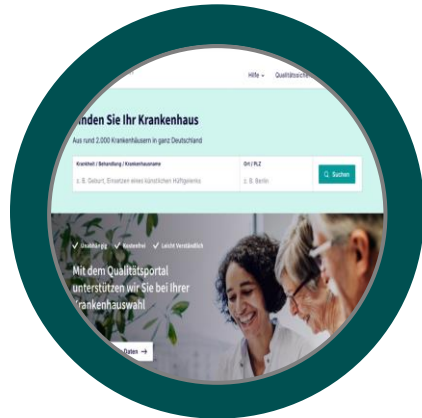 Hilfe
Sie Ihr Krankenhaus
Aus rund 2.000 Krankenhäusern in ganz Deutschland
Krankheit / Behandlung / Krankenhausname
Ort / PLZ
z. B. Geburt, Einsetzen eines künstlichen Hüftgelenks
z. B. Berlin
Suchen
Unabhängig
Kostenfrei
Leicht Verständlich
Mit dem Qualitätsportal
unterstützen wir Sie bei Ihrer
Krankenhauswahl
Daten →